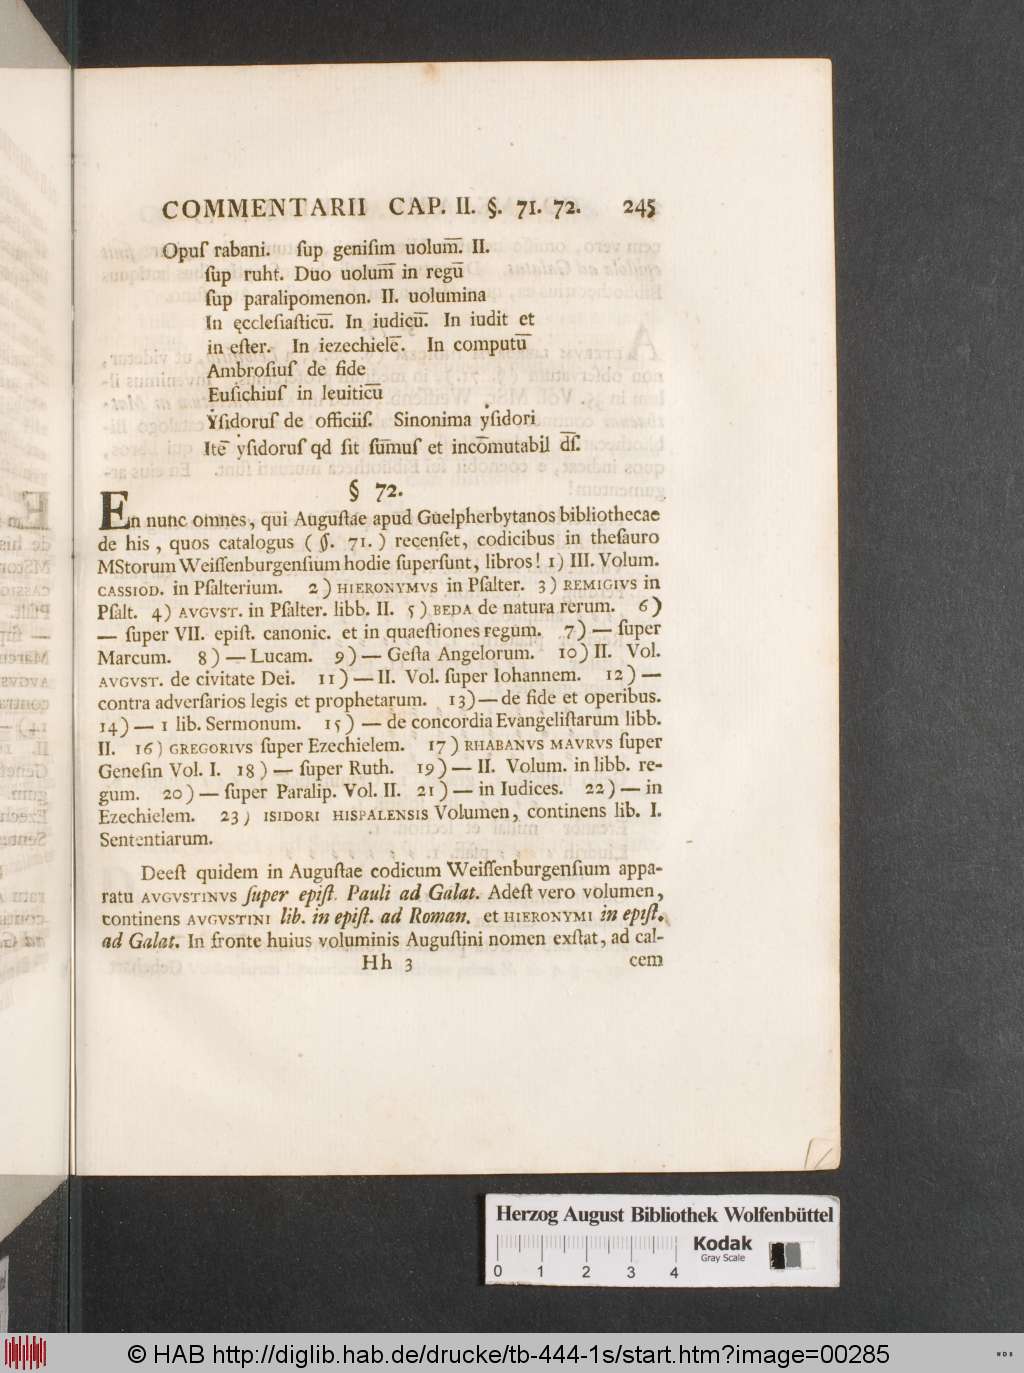 COMMENTARII CAP. II. §. 71. 72. 245
Opuſ rabani. ſup geniſim uolum̅. II.
ſup ruht. Duo uolum̅ in regu̅
ſup paralipomenon. II. uolumina
In ęccleſiaſticu̅. In iudicu̅. In iudit et
in eſter. In iezechiele̅. In computu̅
Ambroſiuſ de fide
Euſichiuſ in leuiticu̅
Ẏſidoruſ de officiiſ. Sinonima ẏſidori
Ite̅ ẏſidoruſ qd ſit ſu̅muſ et inco̅mutabil d̅ſ̅.
§ 72.
En nunc omnes, qui Auguſtae apud Guelpherbytanos bibliothecae
de his, quos catalogus (§. 71.) recenſet, codicibus in theſauro
MStorum Weiſſenburgenſium hodie ſuperſunt, libros! 1) III. Volum.
CASSIOD. in Pſalterium. 2) HIERONYMVS in Pſalter. 3) REMIGIVS in
Pſalt. 4) AVGVST. in Pſalter. libb. II. 5) BEDA de natura rerum. 6)
— ſuper VII. epiſt. canonic. et in quaeſtiones regum. 7) — ſuper
Marcum. 8) — Lucam. 9) — Geſta Angelorum. 10) II. Vol.
AVGVST. de civitate Dei. 11) — II. Vol. ſuper Iohannem. 12) —
contra adverſarios legis et prophetarum. 13) — de fide et operibus.
14) — 1 lib. Sermonum. 15) — de concordia Evangeliſtarum libb.
II. 16) GREGORIVS ſuper Ezechielem. 17) RHABANVS MAVRVS ſuper
Geneſin Vol. I. 18) — ſuper Ruth. 19) — II. Volum. in libb. re-
gum. 20) — ſuper Paralip. Vol. II. 21) — in Iudices. 22) — in
Ezechielem. 23) ISIDORI HISPALENSIS Volumen, continens lib. I.
Sententiarum.
Deeſt quidem in Auguſtae codicum Weiſſenburgenſium appa-
ratu AVGVSTINVS ſuper epiſt. Pauli ad Galat. Adeſt vero volumen,
continens AVGVSTINI lib. in epiſt. ad Roman. et HIERONYMI in epiſt.
ad Galat. In fronte huius voluminis Auguſtini nomen exſtat, ad cal-
Hh 3 cem
Herzog August Bibliothek Wolfenbüttel
0 1 2 3 4
Kodak
Gray Scale
© HAB http://diglib.hab.de/drucke/tb-444-1s/start.htm?image=00285